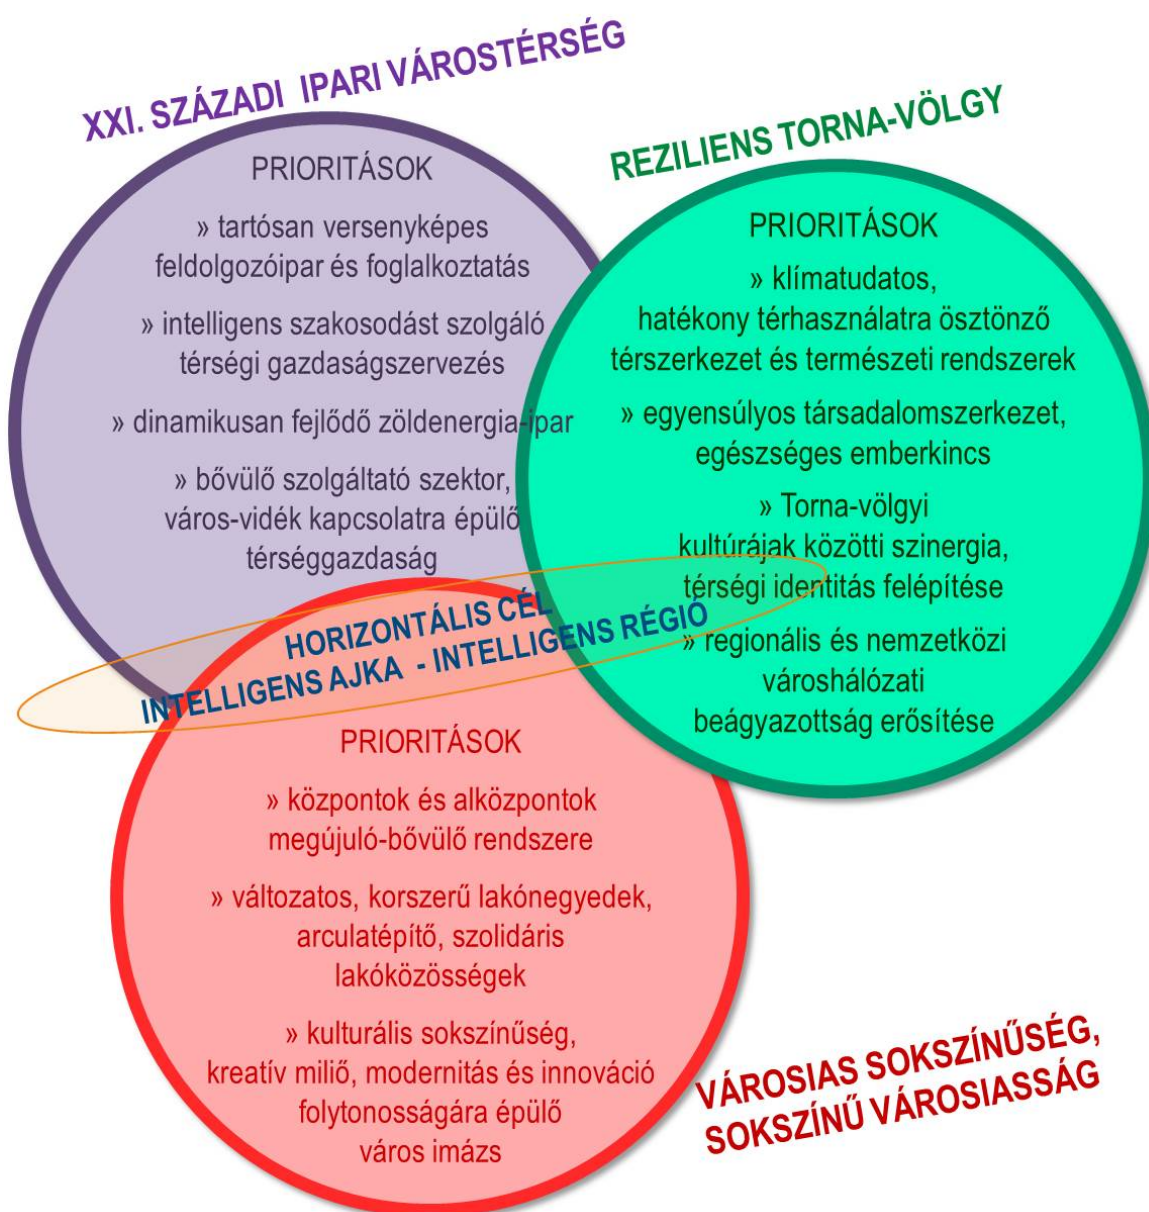 XXI. SZÁZADI IPARI VÁROSTÉRSÉG
PRIORITÁSOK
» tartósan versenyképes
feldolgozóipar és foglalkoztatás
» intelligens szakosodást szolgáló
térségi gazdaságszervezés
» dinamikusan fejlődő zöldenergia-ipar
» bővülő szolgáltató szektor,
város-vidék kapcsolatra épülő
térséggazdaság
REZILIENS TORNA-VÖLGY
PRIORITÁSOK
» klímatudatos,
hatékony térhasználatra ösztönző
térszerkezet és természeti rendszerek
» egyensúlyos társadalomszerkezet,
egészséges emberkincs
» Torna-völgyi
kultúrájak közötti szinergia,
térségi identitás felépítése
» regionális és nemzetközi
városhálózati
beágyazottság erősítése
HORIZONTÁLIS CÉL
INTELLIGENS AJKA - INTELLIGENS RÉGIÓ
PRIORITÁSOK
» központok és alközpontok
megújuló-bővülő rendszere
» változatos, korszerű lakónegyedek,
arculatépítő, szolidáris
lakóközösségek
» kulturális sokszínűség,
kreatív miliő, modernitás és innováció
folytonosságára épülő
város imázs
VÁROSIAS SOKSZÍNŰSÉG,
SOKSZÍNŰ VÁROSIASSÁG